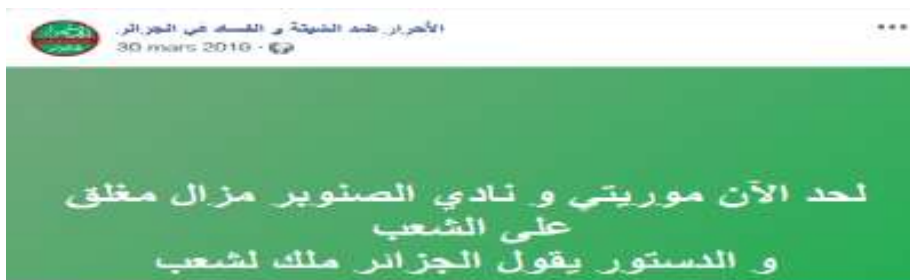 الأحرار ضد الشيتة و الفساد في الجزائر.
30 mars 2019
لحد الآن موريتي و نادي الصنوبر مزال مغلق
على الشعب
و الدستور يقول الجزائر ملك لشعب